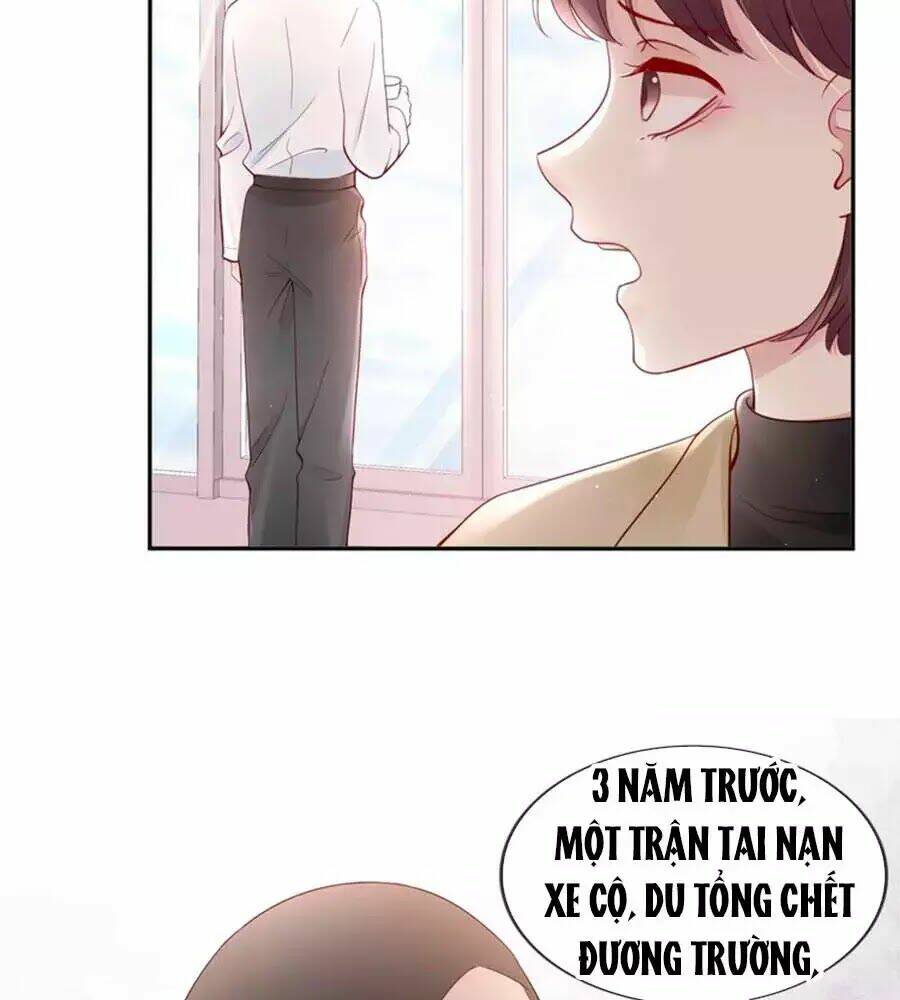 3 NĂM TRƯỚC,
MỘT TRẬN TAI NẠN
XE CỘ, DU TỔNG CHẾT
ĐƯƠNG TRƯỜNG,